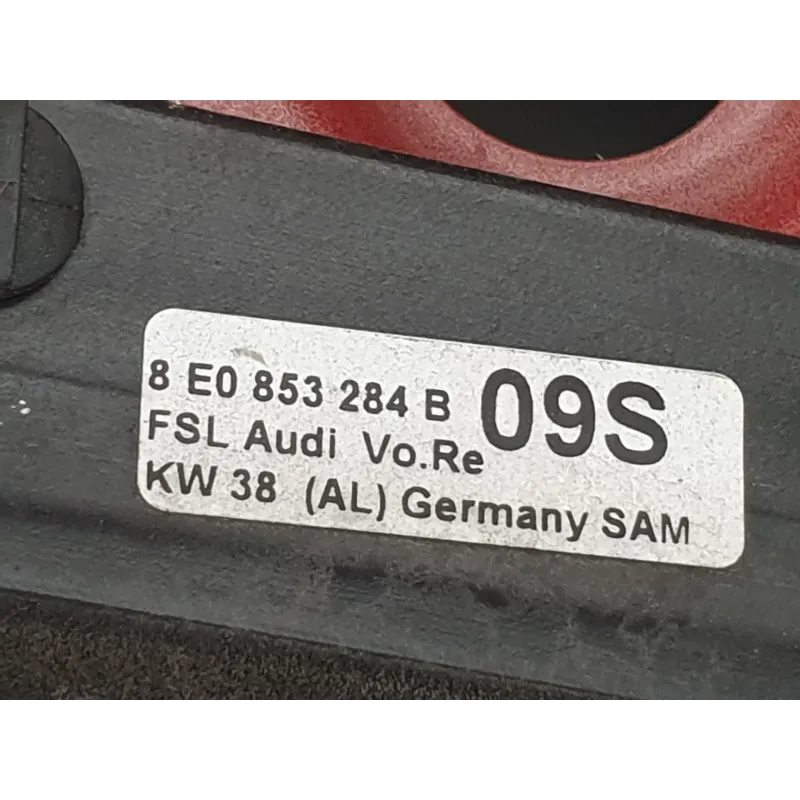 8 E0 853 284 B 09S
FSL Audi Vo.Re
KW 38 (AL) Germany SAM